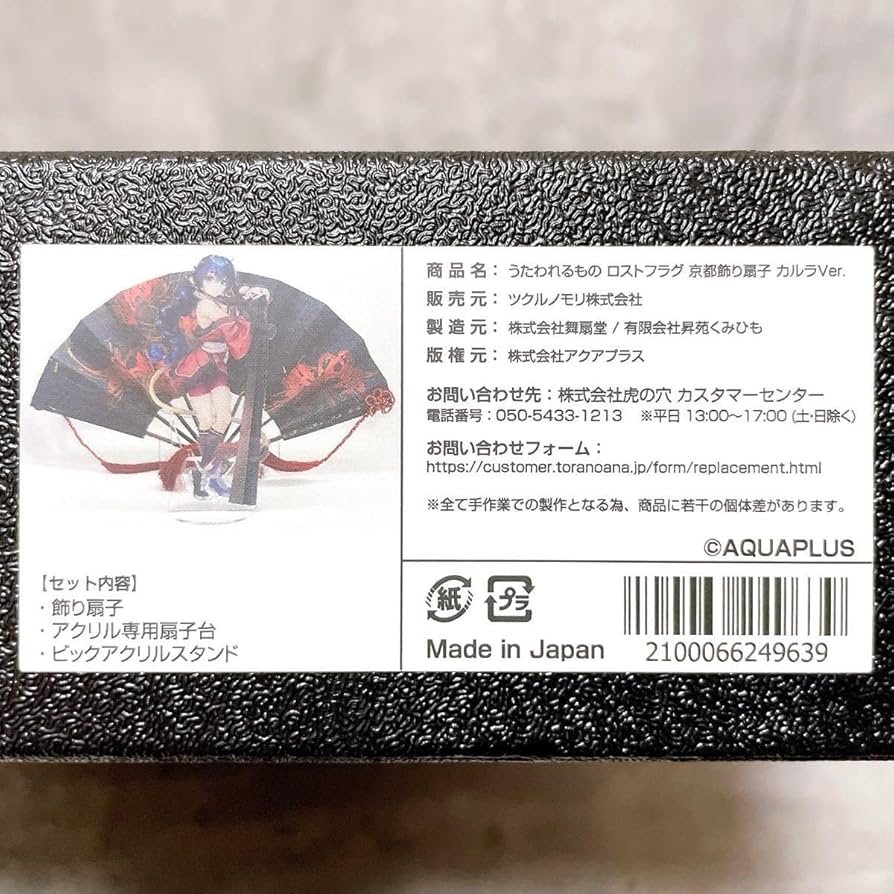 商品名： うたわれるもの ロストフラグ 京都飾り扇子 カルラVer.
販売元： ツクルノモリ株式会社
製造元： 株式会社舞扇堂 / 有限会社昇苑くみひも
版権元： 株式会社アクアプラス
お問い合わせ先： 株式会社虎の穴 カスタマーセンター
電話番号： 050-5433-1213　※平日 13:00～17:00 (土・日除く)
お問い合わせフォーム：
https://customer.toranoana.jp/form/replacement.html
※全て手作業での製作となる為、商品に若干の個体差があります。
©AQUAPLUS
【セット内容】
・飾り扇子
・アクリル専用扇子台
・ビックアクリルスタンド
紙 プラ
Made in Japan
2100066249639